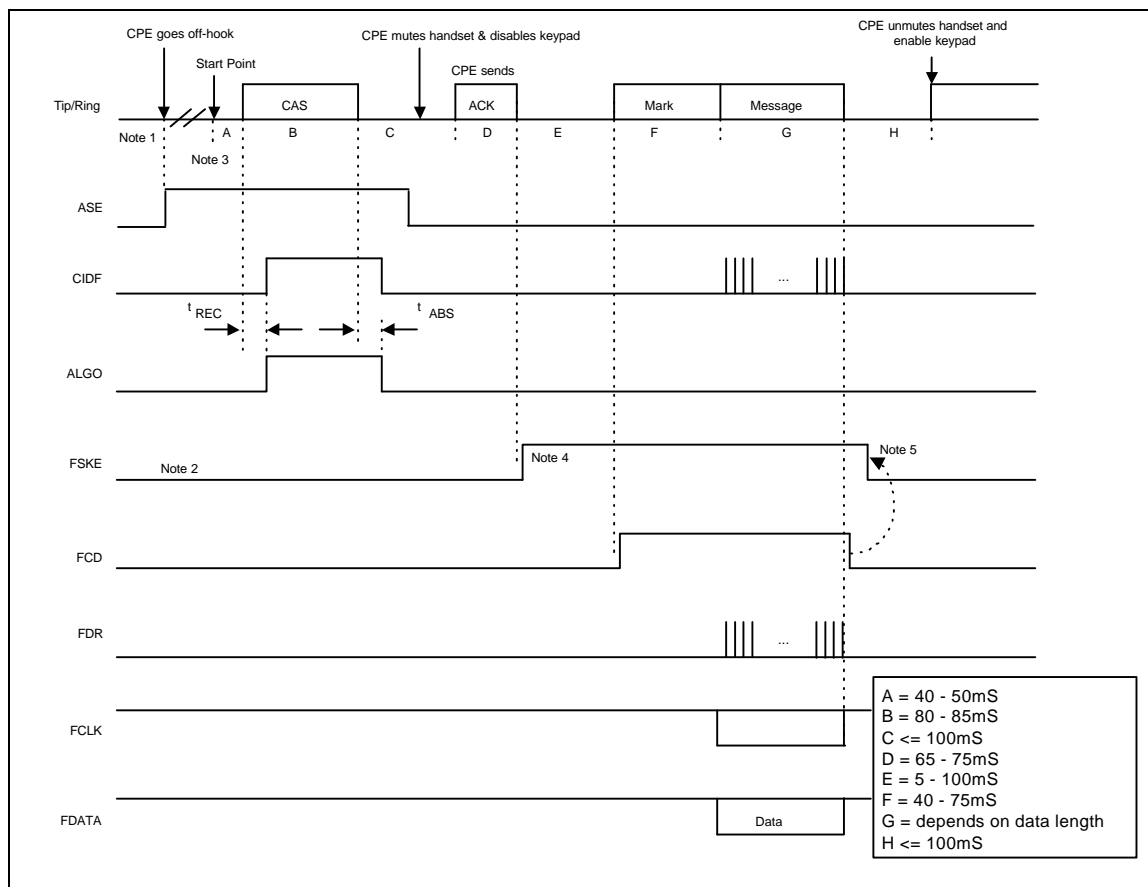 CPE goes off-hook
CPE mutes handset & disables keypad
CPE unmutes handset and
enable keypad
Start Point
CPE sends
Tip/Ring
CAS
ACK
Mark
Message
Note 1
A
B
C
D
E
F
G
H
Note 3
ASE
CIDF
...
t REC
t ABS
ALGO
FSKE
Note 2
Note 4
Note 5
FCD
FDR
...
FCLK
FDATA
Data
A = 40 - 50mS
B = 80 - 85mS
C <= 100mS
D = 65 - 75mS
E = 5 - 100mS
F = 40 - 75mS
G = depends on data length
H <= 100mS